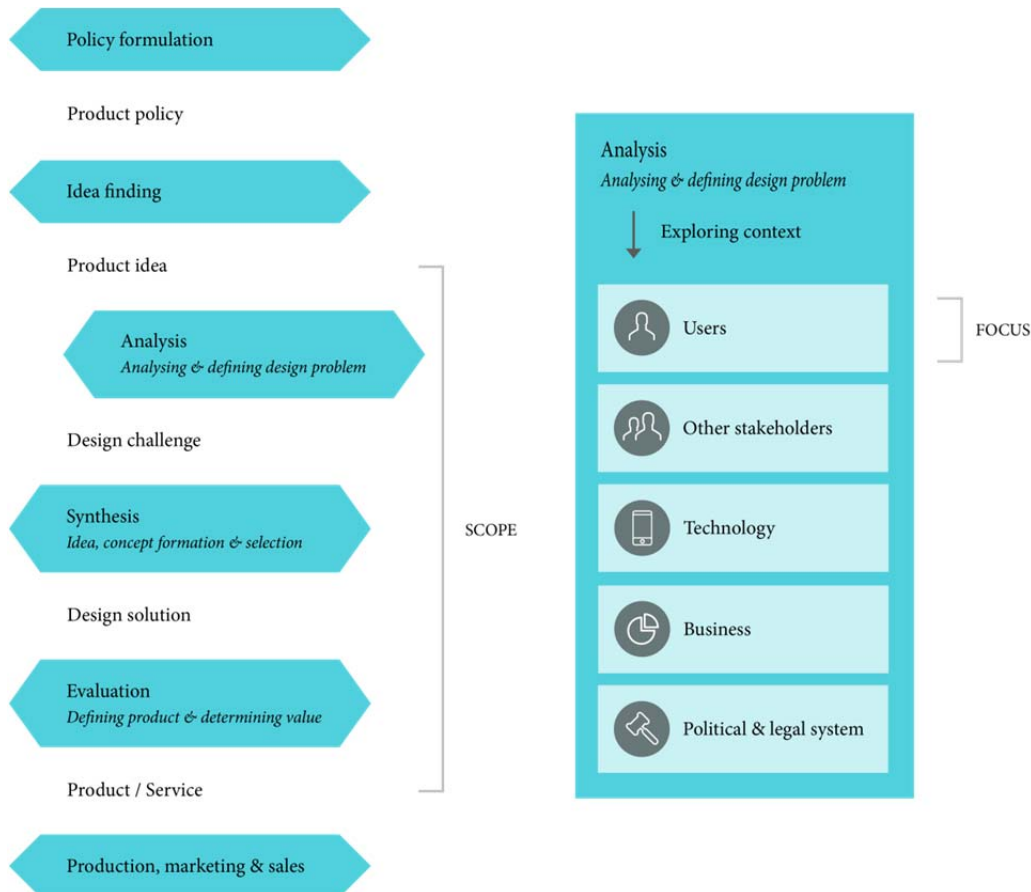 Policy formulation
Product policy
Idea finding
Product idea
Analysis
Analysing & defining design problem
Design challenge
Synthesis
Idea, concept formation & selection
Design solution
Evaluation
Defining product & determining value
Product / Service
Production, marketing & sales
SCOPE
Analysis
Analysing & defining design problem
Exploring context
Users
Other stakeholders
Technology
Business
Political & legal system
FOCUS